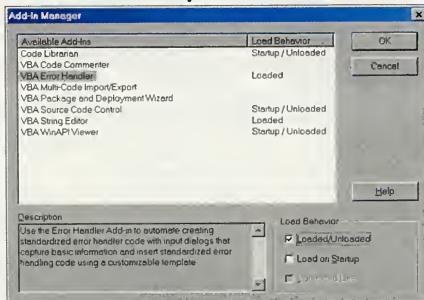 Add-In Manager
Available Add-Ins Load Behavior
Code Librarian Startup / Unloaded
VBA Code Commenter
VBA Error Handler Loaded
VBA Multi-Code Import/Export
VBA Package and Deployment Wizard
VBA Source Code Control Startup / Unloaded
VBA String Editor Loaded
VBA WinAPI Viewer Startup / Unloaded
OK
Cancel
Help
Description
Use the Error Handler Add-in to automate creating
standardized error handler code with input dialogs that
capture basic information and insert standardized error
handling code using a customizable template
Load Behavior
Loaded/Unloaded
Load on Startup